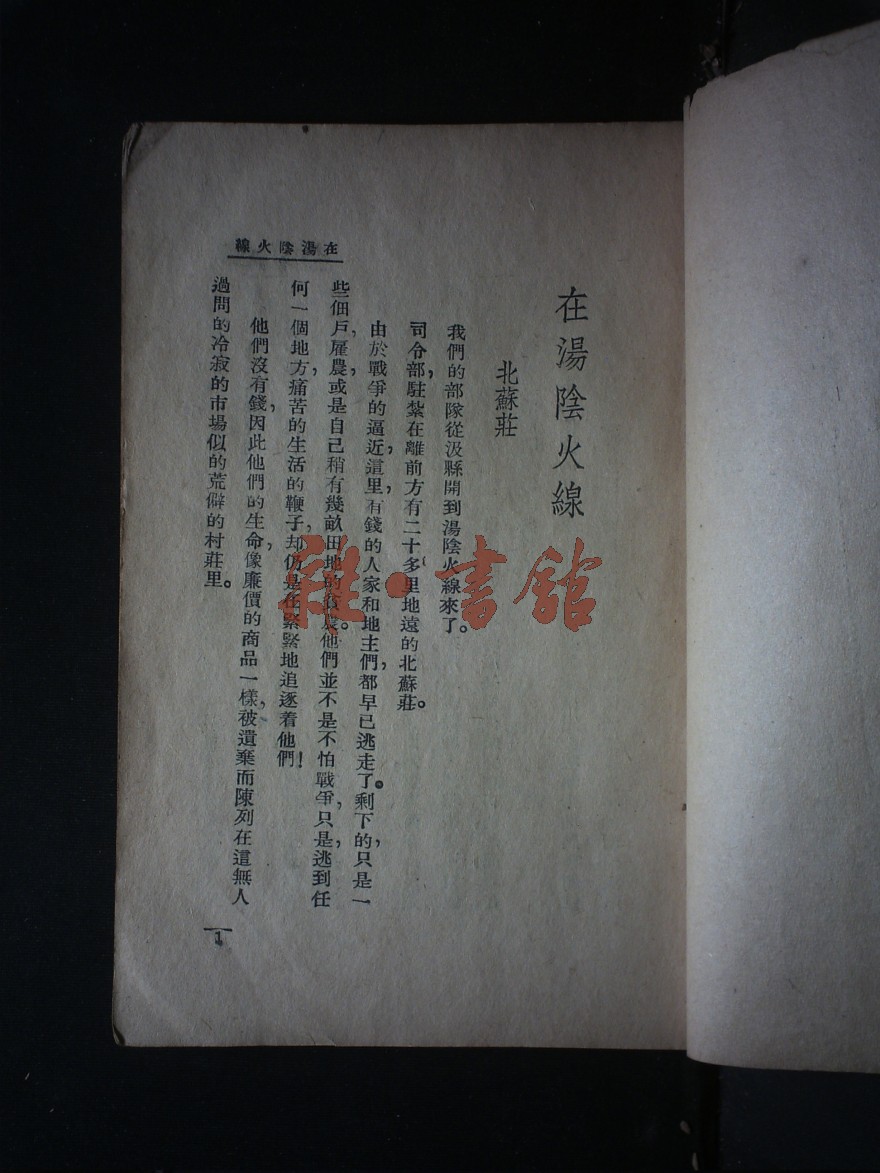 在湯陰火線
北蘇莊
我們的部隊從汲縣開到湯陰火線來了。
司令部，駐紮在離前方有二十多里地遠的北蘇莊。
由於戰爭的逼近，這里，有錢的人家和地主們，都早已逃走了。剩下的，只是一
些佃戶，雇農，或是自己稍有幾畝田地的貧農。他們並不是不怕戰爭，只是，逃到任
何一個地方，痛苦的生活的鞭子，却仍是在緊緊地追逐着他們！
他們沒有錢，因此他們的生命，像廉價的商品一樣，被遺棄而陳列在這無人
過問的冷寂的市場似的荒僻的村莊里。
在湯陰火線
1
雜·書館